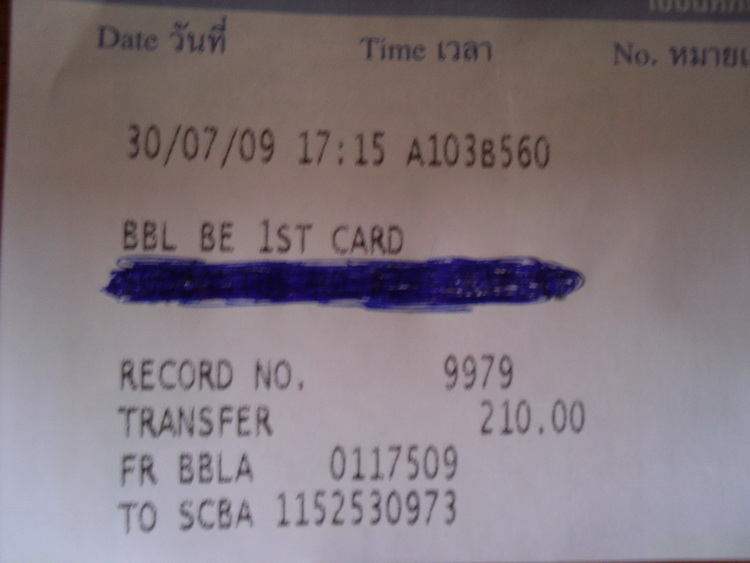 Date วันที่ Time เวลา No. หมายเ
30/07/09 17:15 A103B560
BBL BE 1ST CARD
RECORD NO. 9979
TRANSFER 210.00
FR BBLA 0117509
TO SCBA 1152530973